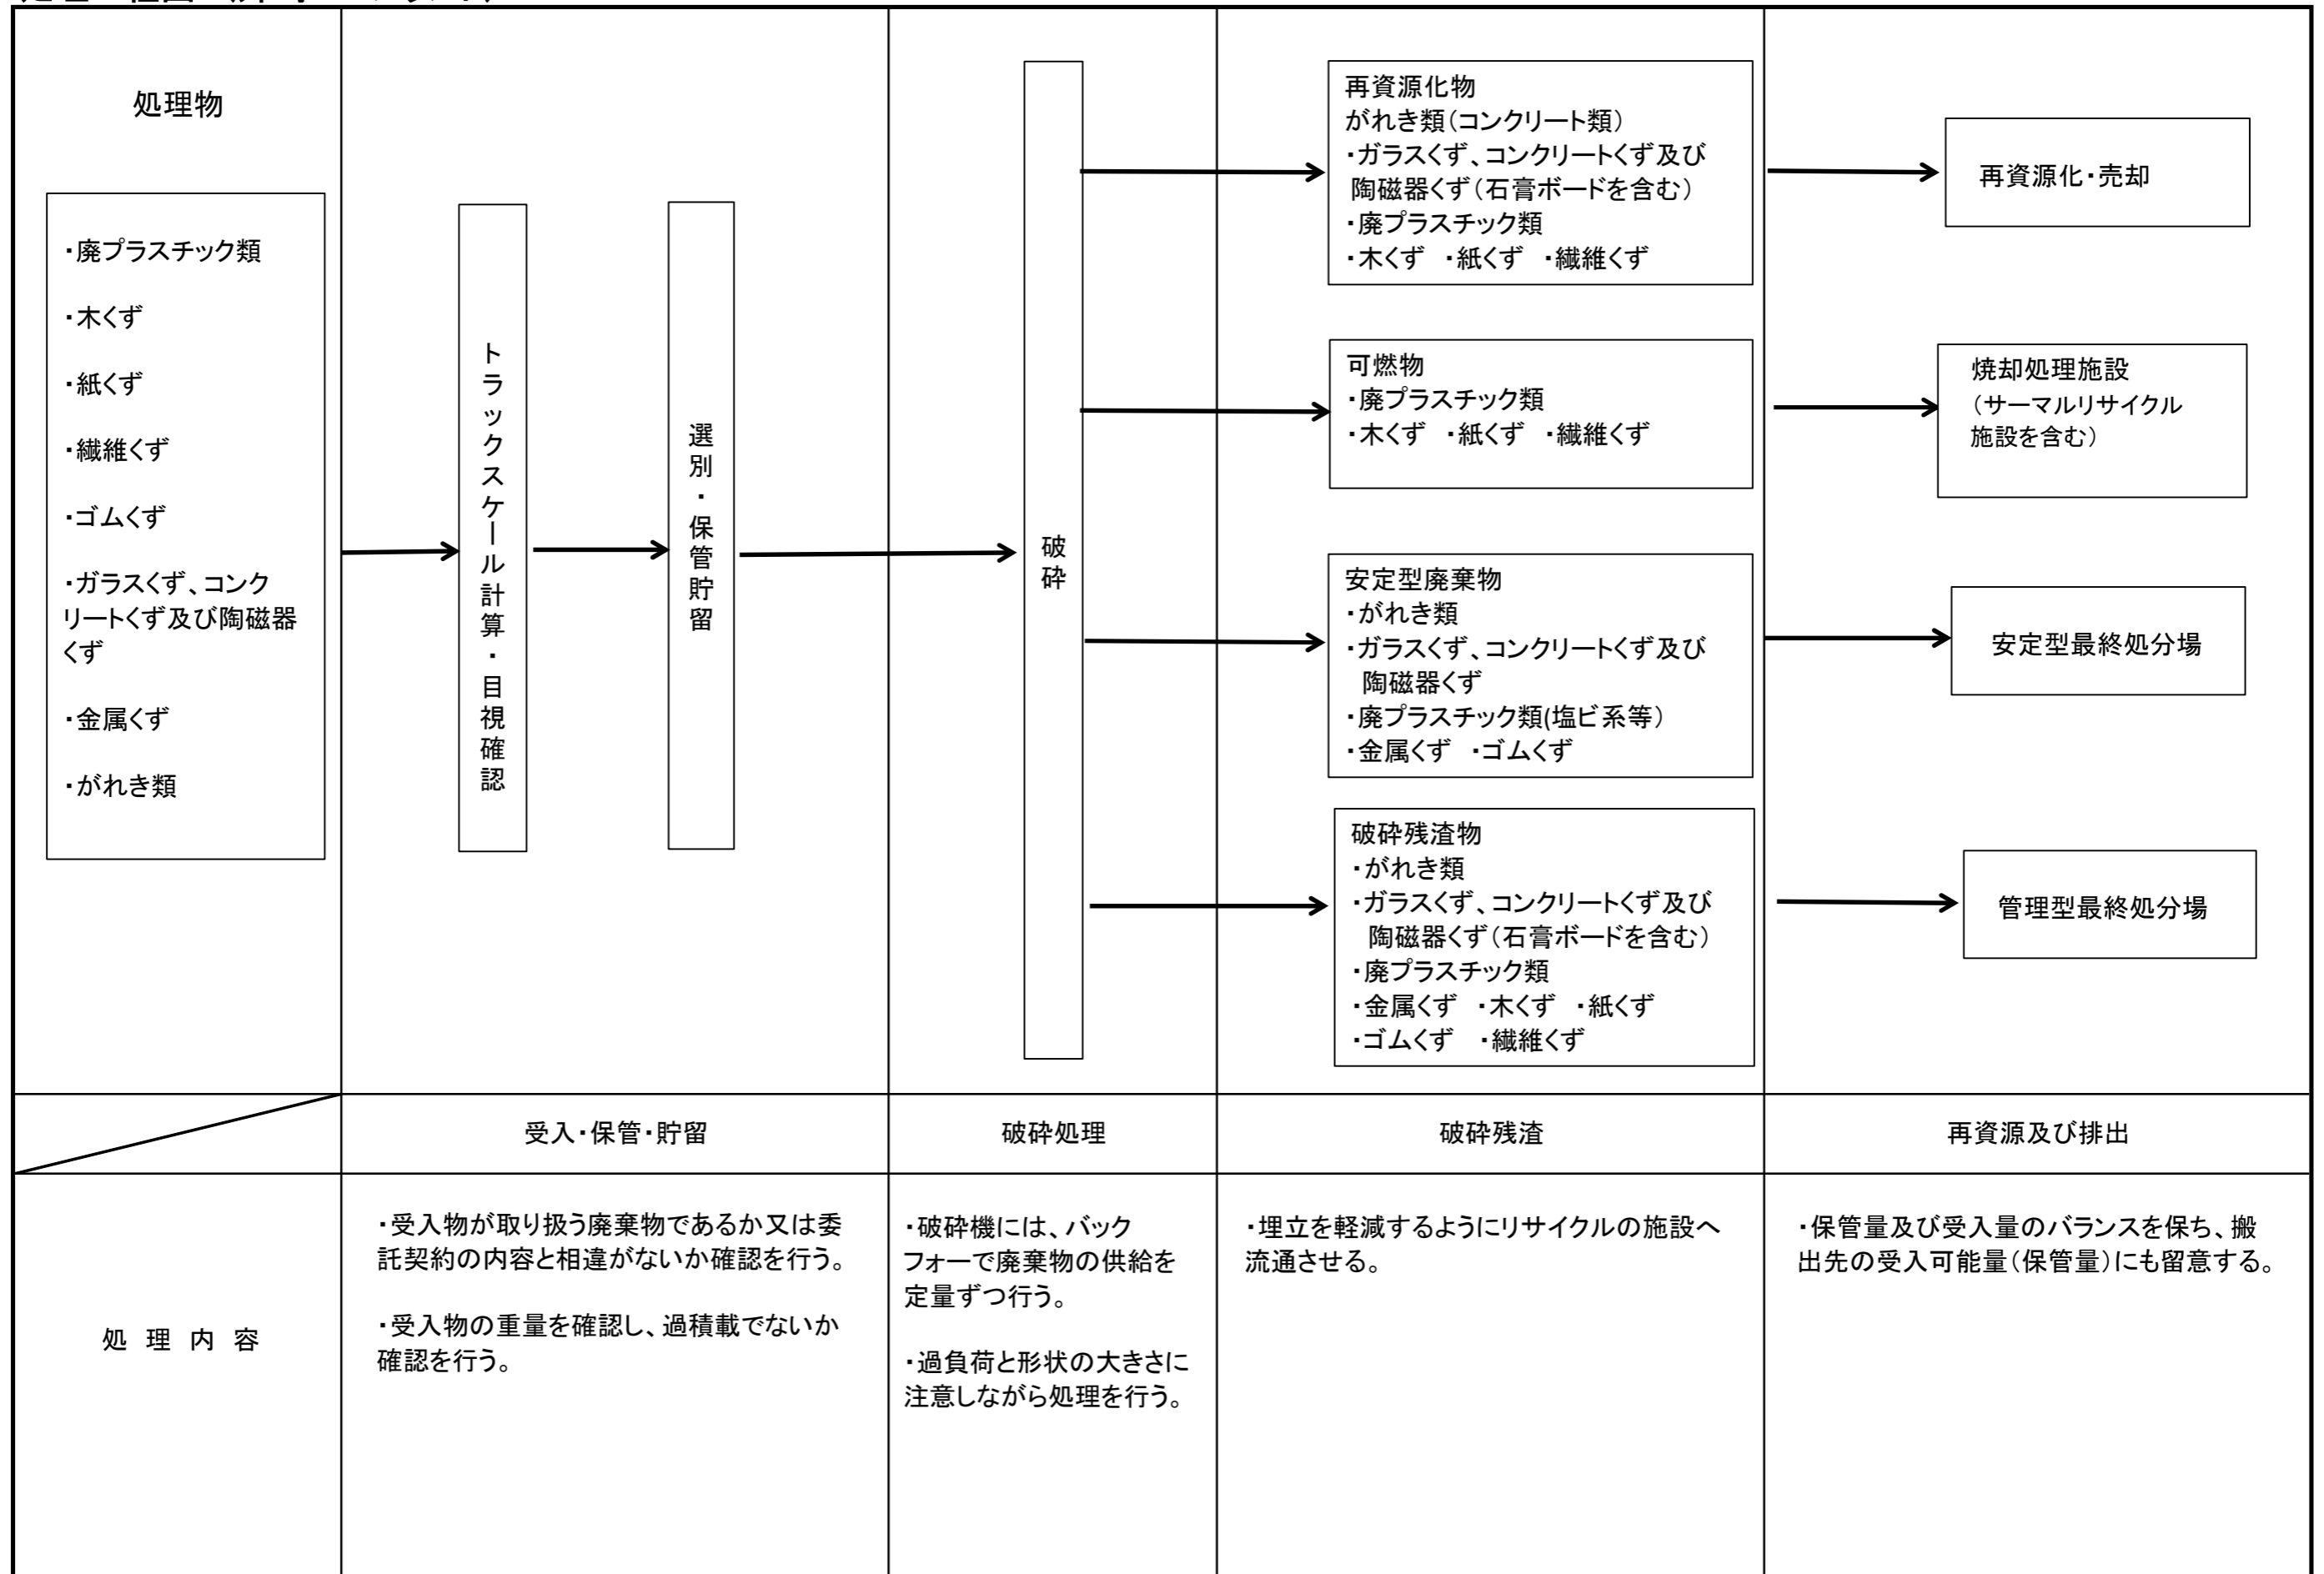 処理物
・廃プラスチック類
・木くず
・紙くず
・繊維くず
・ゴムくず
・ガラスくず、コンク
リートくず及び陶磁器
くず
・金属くず
・がれき類
トラックスケール計算・目視確認
選別・保管貯留
破砕
再資源化物
がれき類（コンクリート類）
・ガラスくず、コンクリートくず及び
陶磁器くず（石膏ボードを含む）
・廃プラスチック類
・木くず　・紙くず　・繊維くず
再資源化・売却
可燃物
・廃プラスチック類
・木くず　・紙くず　・繊維くず
焼却処理施設
（サーマルリサイクル
施設を含む）
安定型廃棄物
・がれき類
・ガラスくず、コンクリートくず及び
陶磁器くず
・廃プラスチック類(塩ビ系等）
・金属くず　・ゴムくず
安定型最終処分場
破砕残渣物
・がれき類
・ガラスくず、コンクリートくず及び
陶磁器くず（石膏ボードを含む）
・廃プラスチック類
・金属くず　・木くず　・紙くず
・ゴムくず　・繊維くず
管理型最終処分場
受入・保管・貯留
破砕処理
破砕残渣
再資源及び排出
処 理 内 容
・受入物が取り扱う廃棄物であるか又は委
託契約の内容と相違がないか確認を行う。
・受入物の重量を確認し、過積載でないか
確認を行う。
・破砕機には、バック
フォーで廃棄物の供給を
定量ずつ行う。
・過負荷と形状の大きさに
注意しながら処理を行う。
・埋立を軽減するようにリサイクルの施設へ
流通させる。
・保管量及び受入量のバランスを保ち、搬
出先の受入可能量（保管量）にも留意する。